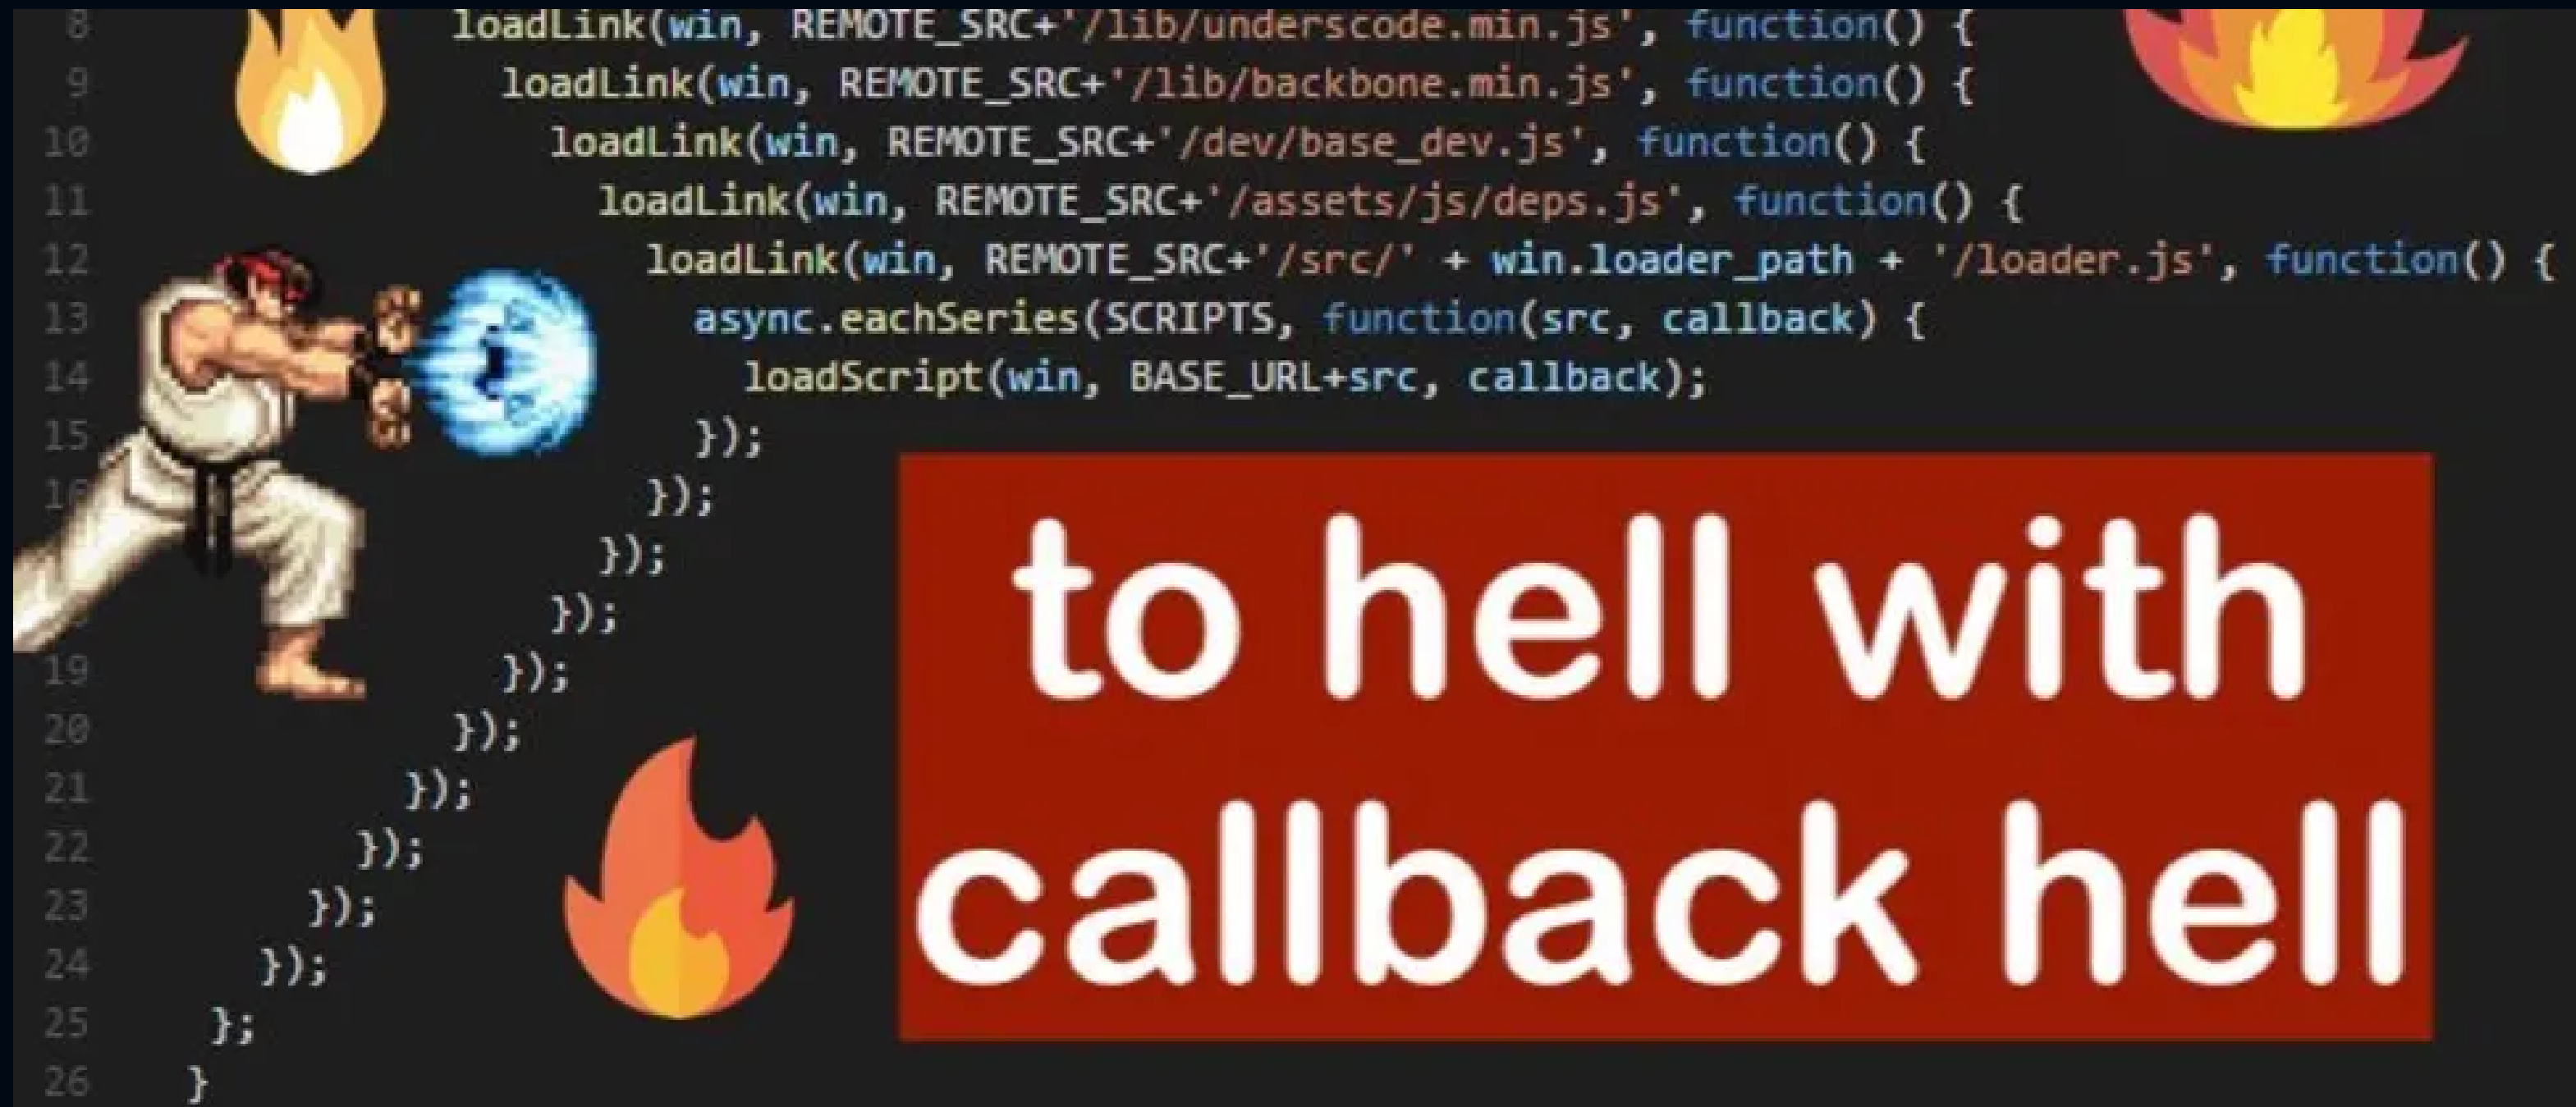 8 loadLink(win, REMOTE_SRC+'/lib/underscode.min.js', function() {
9 loadLink(win, REMOTE_SRC+'/lib/backbone.min.js', function() {
10 loadLink(win, REMOTE_SRC+'/dev/base_dev.js', function() {
11 loadLink(win, REMOTE_SRC+'/assets/js/deps.js', function() {
12 loadLink(win, REMOTE_SRC+'/src/' + win.loader_path + '/loader.js', function() {
13 async.eachSeries(SCRIPTS, function(src, callback) {
14 loadScript(win, BASE_URL+src, callback);
15 });
});
});
});
19 });
20 });
21 });
22 });
23 });
24 });
25 };
26 }
to hell with
callback hell